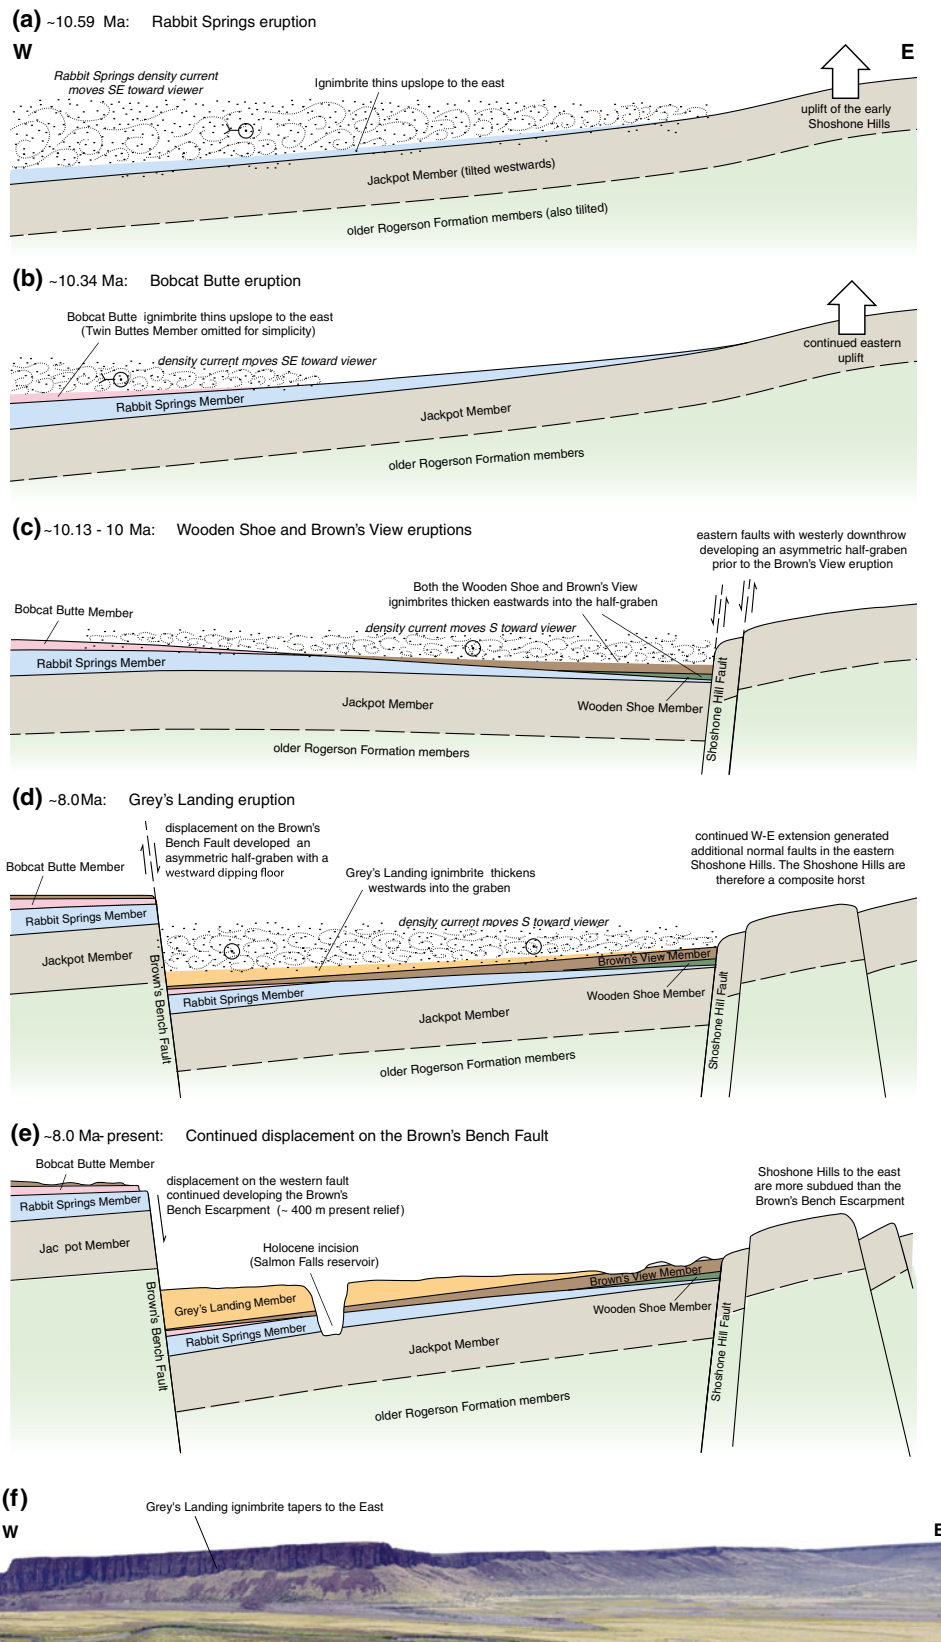 (a) ~10.59 Ma: Rabbit Springs eruption
W
E
Rabbit Springs density current
moves SE toward viewer
Ignimbrite thins upslope to the east
uplift of the early
Shoshone Hills
Jackpot Member (tilted westwards)
older Rogerson Formation members (also tilited)
(b) ~10.34 Ma: Bobcat Butte eruption
Bobcat Butte ignimbrite thins upslope to the east
(Twin Buttes Member omitted for simplicity)
density current moves SE toward viewer
continued eastern
uplift
Rabbit Springs Member
Jackpot Member
older Rogerson Formation members
(c) ~10.13 - 10 Ma: Wooden Shoe and Brown's View eruptions
eastern faults with westerly downthrow
developing an asymmetric half-graben
prior to the Brown's View eruption
Both the Wooden Shoe and Brown's View
ignimbrites thicken eastwards into the half-graben
Bobcat Butte Member
density current moves S toward viewer
Rabbit Springs Member
Jackpot Member
Wooden Shoe Member
Shoshone Hill Fault
older Rogerson Formation members
(d) ~8.0Ma: Grey's Landing eruption
displacement on the Brown's
Bench Fault developed an
asymmetric half-graben with a
westward dipping floor
continued W-E extension generated
additional normal faults in the eastern
Shoshone Hills. The Shoshone Hills are
therefore a composite horst
Bobcat Butte Member
Grey's Landing ignimbrite thickens
westwards into the graben
Rabbit Springs Member
density current moves S toward viewer
Jackpot Member
Brown's Bench Fault
Brown's View Member
Rabbit Springs Member
Wooden Shoe Member
Jackpot Member
Shoshone Hill Fault
older Rogerson Formation members
(e) ~8.0 Ma-present: Continued displacement on the Brown's Bench Fault
Bobcat Butte Member
displacement on the western fault
continued developing the Brown's
Bench Escarpment (~ 400 m present relief)
Shoshone Hills to the east
are more subdued than the
Brown's Bench Escarpment
Rabbit Springs Member
Jac pot Member
Holocene incision
(Salmon Falls reservoir)
Brown's Bench Fault
Grey's Landing Member
Brown's View Member
Wooden Shoe Member
Rabbit Springs Member
Jackpot Member
Shoshone Hill Fault
older Rogerson Formation members
(f)
Grey's Landing ignimbrite tapers to the East
W
E